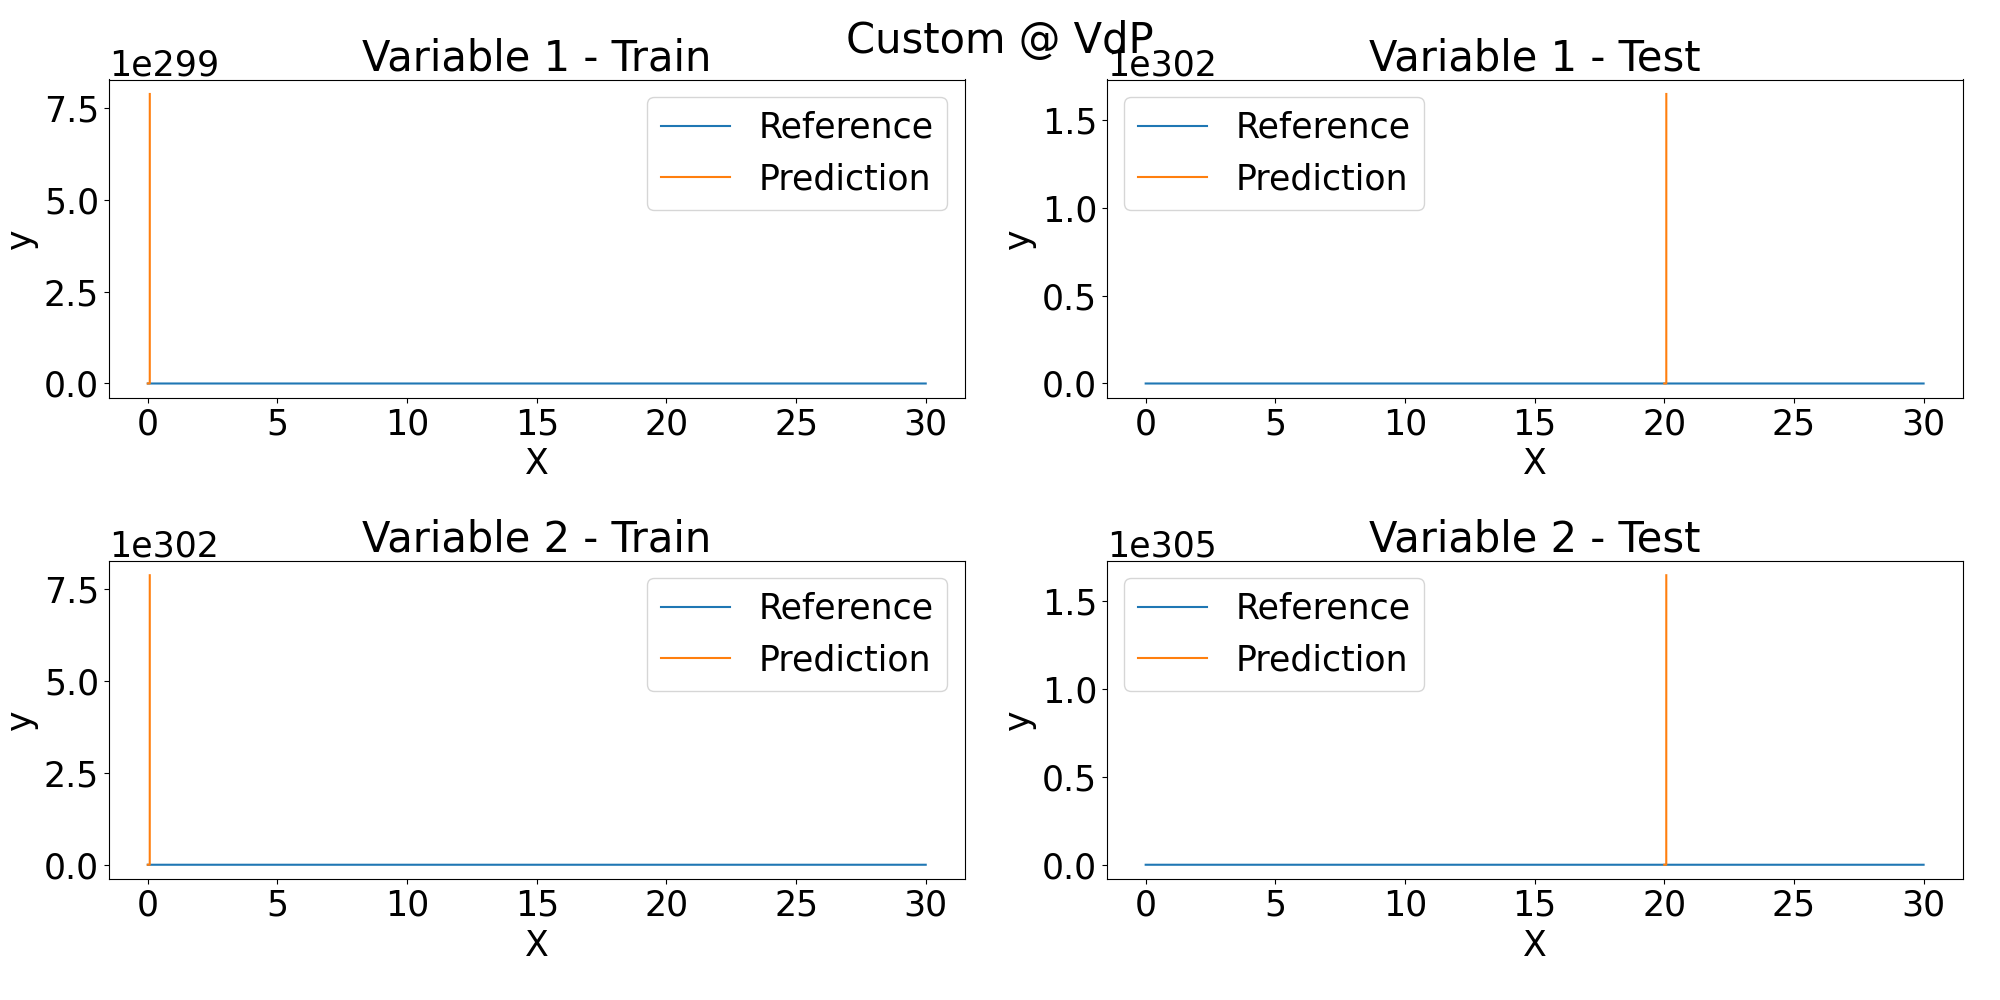 Custom @ VdP
Variable 1 - Train
1e299
7.5
5.0
2.5
0.0
y
Reference
Prediction
0 5 10 15 20 25 30
X
Variable 1 - Test
1e302
1.5
1.0
0.5
0.0
y
Reference
Prediction
0 5 10 15 20 25 30
X
Variable 2 - Train
1e302
7.5
5.0
2.5
0.0
y
Reference
Prediction
0 5 10 15 20 25 30
X
Variable 2 - Test
1e305
1.5
1.0
0.5
0.0
y
Reference
Prediction
0 5 10 15 20 25 30
X